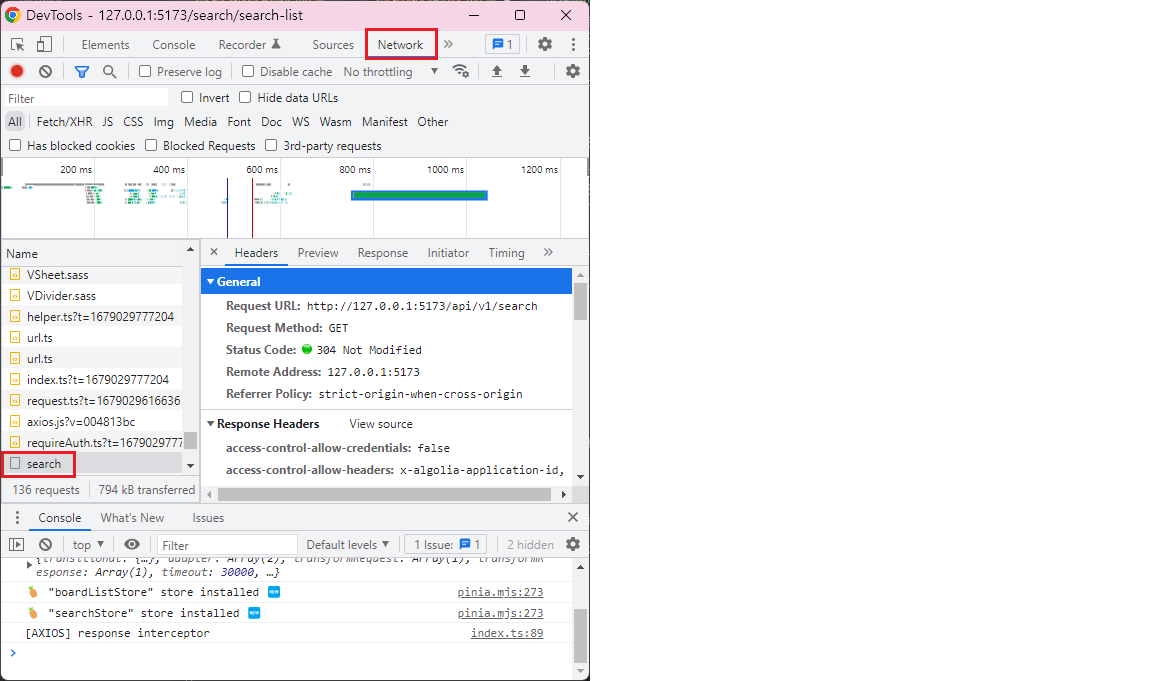 DevTools - 127.0.0.1:5173/search/search-list
Elements Console Recorder Sources Network » 1
Preserve log Disable cache No throttling
Filter Invert Hide data URLs
All Fetch/XHR JS CSS Img Media Font Doc WS Wasm Manifest Other
Has blocked cookies Blocked Requests 3rd-party requests
200 ms 400 ms 600 ms 800 ms 1000 ms 1200 ms
Name
VSheet.sass
VDivider.sass
helper.ts?t=1679029777204
url.ts
url.ts
index.ts?t=1679029777204
request.ts?t=1679029616636
axios.js?v=004813bc
requireAuth.ts?t=1679029777
search
136 requests 794 kB transferred
Headers Preview Response Initiator Timing »
General
Request URL: http://127.0.0.1:5173/api/v1/search
Request Method: GET
Status Code: 304 Not Modified
Remote Address: 127.0.0.1:5173
Referrer Policy: strict-origin-when-cross-origin
Response Headers View source
access-control-allow-credentials: false
access-control-allow-headers: x-algolia-application-id,
Console What's New Issues
top Filter Default levels 1 Issue: 1 2 hidden
{transitional: {…}, adapter: Array(2), transformRequest: Array(1), transformR
esponse: Array(1), timeout: 30000, …}
"boardListStore" store installed NEW pinia.mjs:273
"searchStore" store installed NEW pinia.mjs:273
[AXIOS] response interceptor index.ts:89